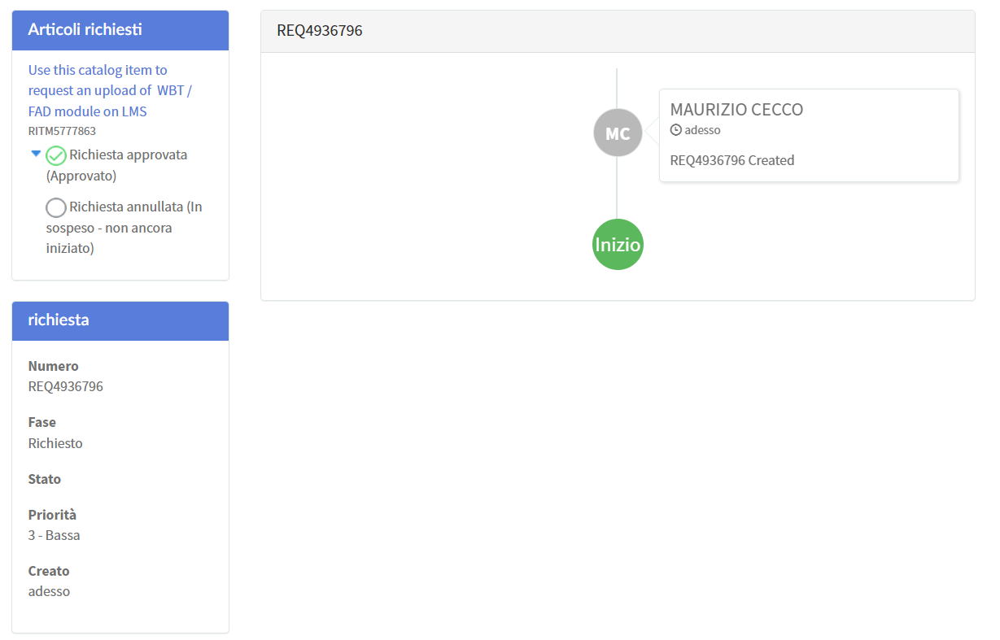 Articoli richiesti
Use this catalog item to
request an upload of  WBT /
FAD module on LMS
RITM5777863
Richiesta approvata
(Approvato)
Richiesta annullata (In
sospeso - non ancora
iniziato)
richiesta
Numero
REQ4936796
Fase
Richiesto
Stato
Priorità
3 - Bassa
Creato
adesso
REQ4936796
MC
MAURIZIO CECCO
adesso
REQ4936796 Created
Inizio